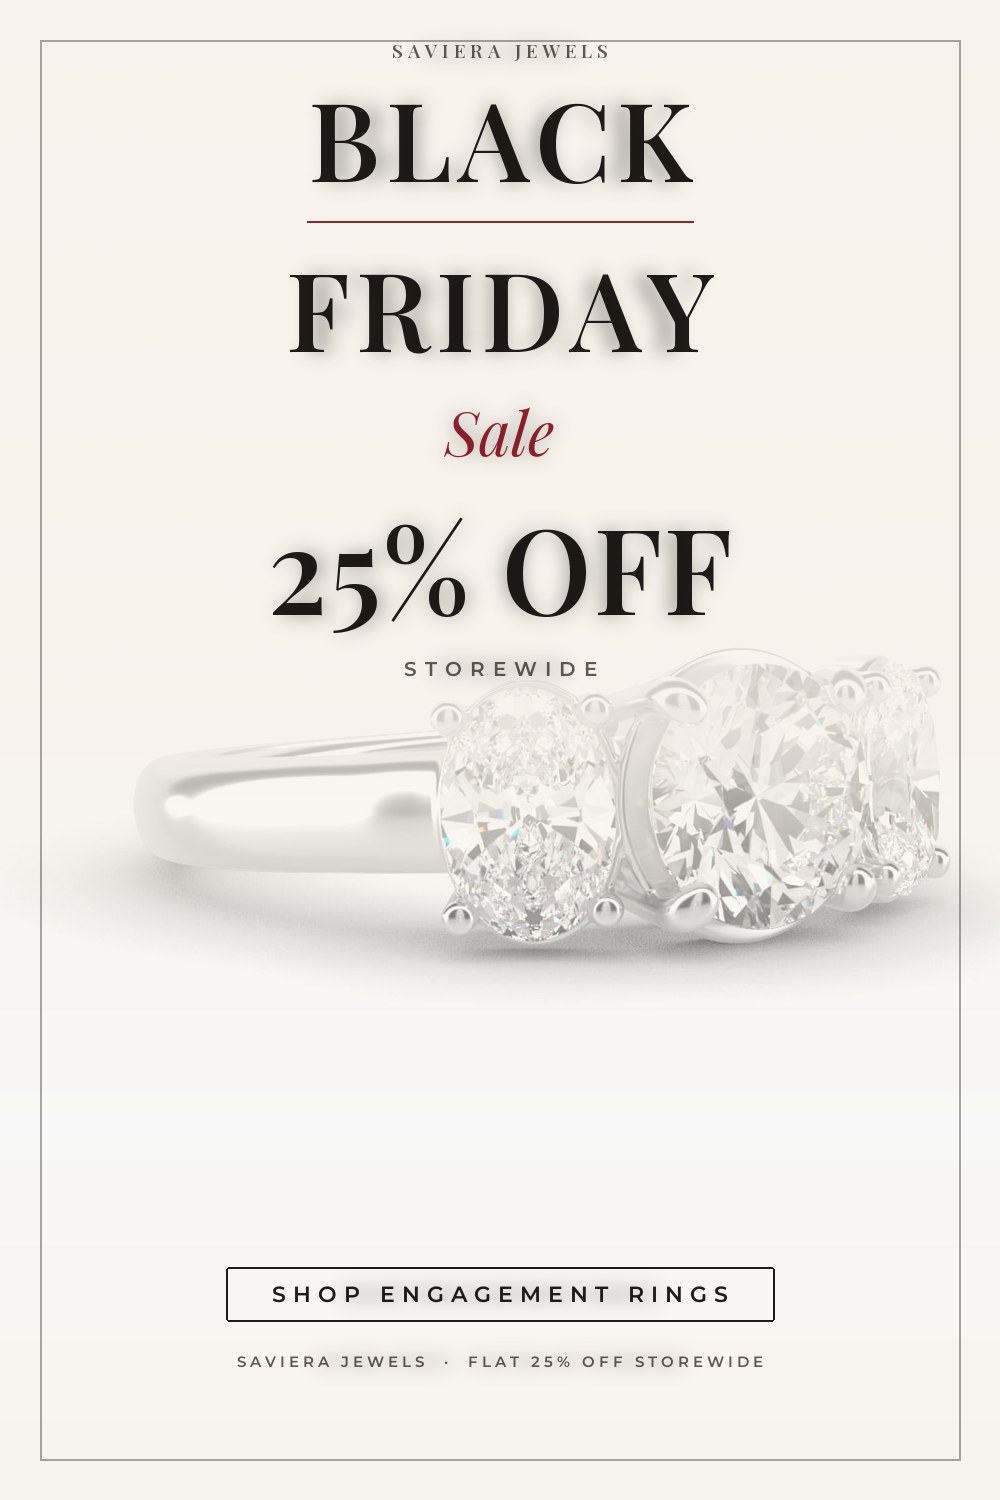 SAVIERA JEWELS
BLACK
FRIDAY
Sale
25% OFF
STOREWIDE
SHOP ENGAGEMENT RINGS
SAVIERA JEWELS · FLAT 25% OFF STOREWIDE